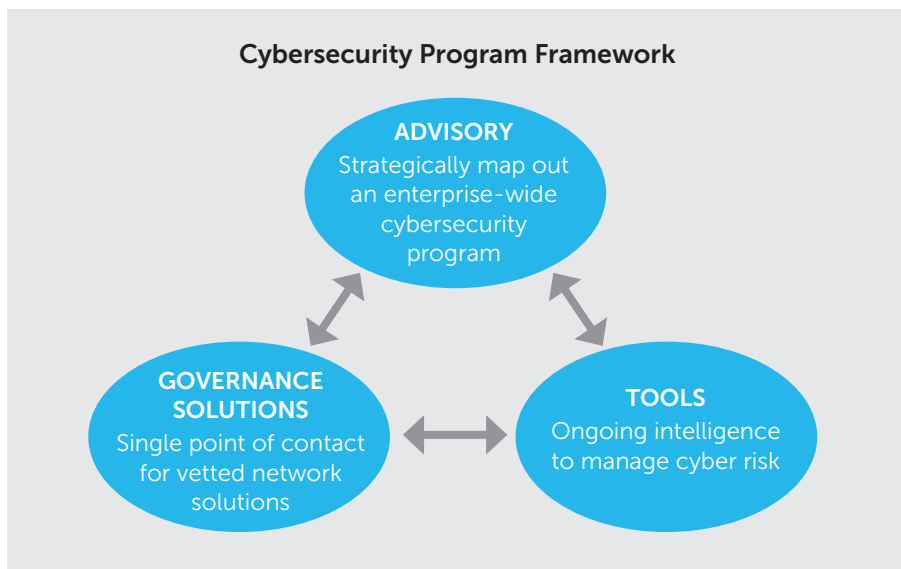 Cybersecurity Program Framework
ADVISORY
Strategically map out
an enterprise-wide
cybersecurity
program
GOVERNANCE
SOLUTIONS
Single point of contact
for vetted network
solutions
TOOLS
Ongoing intelligence
to manage cyber risk